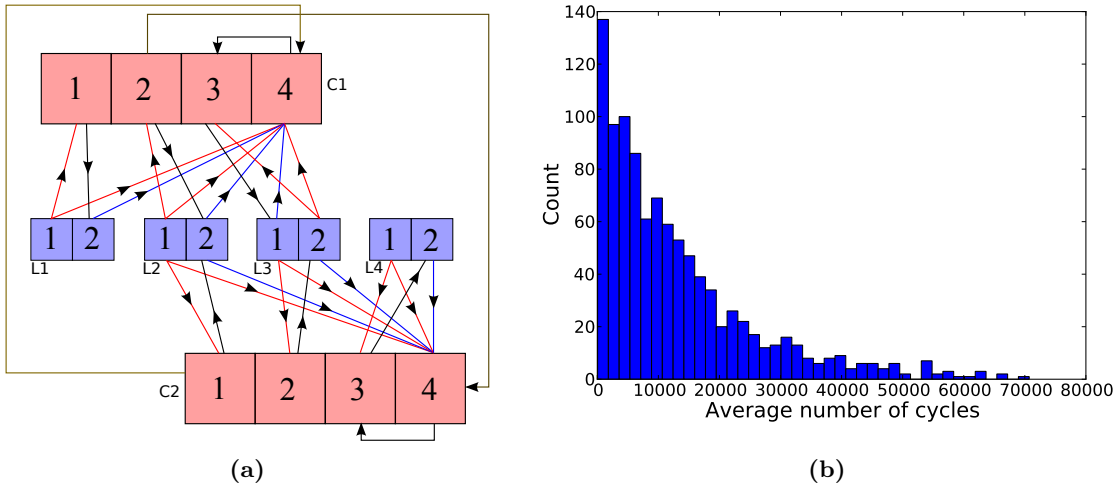 1 2 3 4 C1
1 2 1 2 1 2 1 2
L1 L2 L3 L4
C2 1 2 3 4
(a)
140
120
100
80
60
40
20
0
Count
0 10000 20000 30000 40000 50000 60000 70000 80000
Average number of cycles
(b)